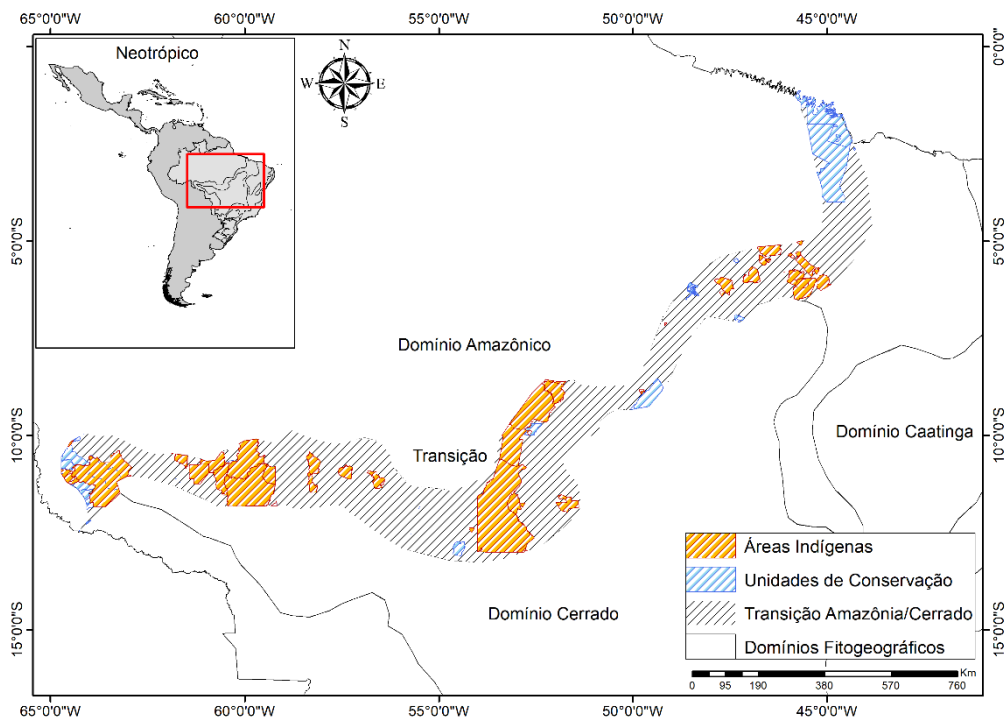 65°0'0"W 60°0'0"W 55°0'0"W 50°0'0"W 45°0'0"W
Neotrópico
N
W E
S
0°0'0"
5°0'0"S 5°0'0"S
Domínio Amazônico
10°0'0"S 10°0'0"S
Transição
Domínio Caatinga
Áreas Indígenas
Unidades de Conservação
Domínio Cerrado
Transição Amazônia/Cerrado
15°0'0"S 15°0'0"S
Domínios Fitogeográficos
Km
0 95 190 380 570 760
65°0'0"W 60°0'0"W 55°0'0"W 50°0'0"W 45°0'0"W